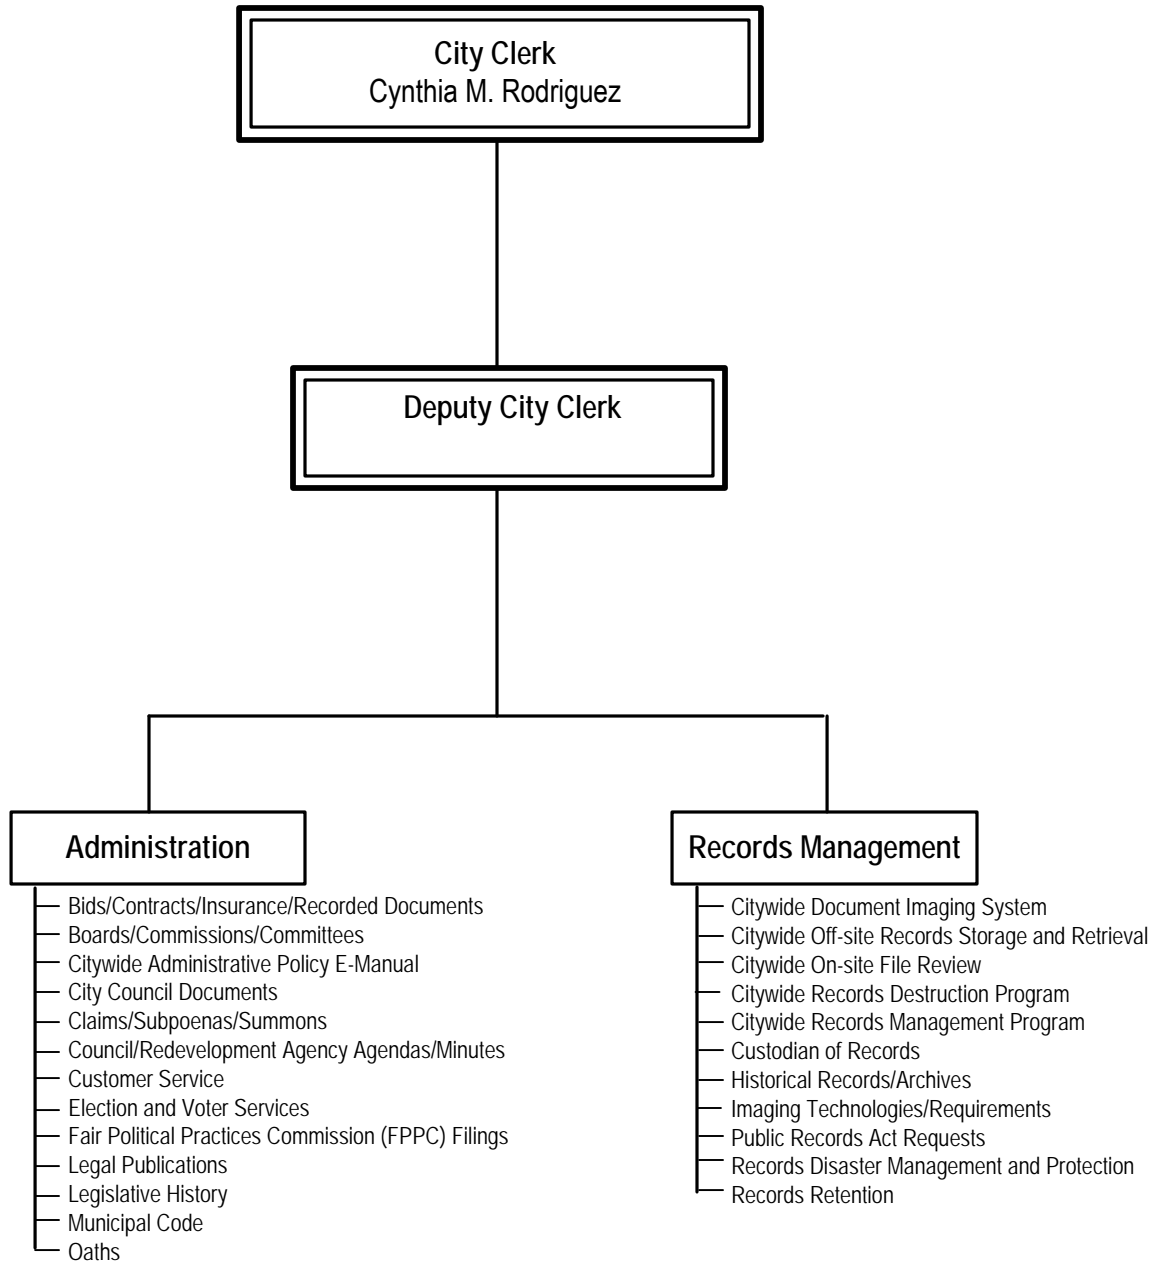 City Clerk
Cynthia M. Rodriguez
Deputy City Clerk
Administration
Bids/Contracts/Insurance/Recorded Documents
Boards/Commissions/Committees
Citywide Administrative Policy E-Manual
City Council Documents
Claims/Subpoenas/Summons
Council/Redevelopment Agency Agendas/Minutes
Customer Service
Election and Voter Services
Fair Political Practices Commission (FPPC) Filings
Legal Publications
Legislative History
Municipal Code
Oaths
Records Management
Citywide Document Imaging System
Citywide Off-site Records Storage and Retrieval
Citywide On-site File Review
Citywide Records Destruction Program
Citywide Records Management Program
Custodian of Records
Historical Records/Archives
Imaging Technologies/Requirements
Public Records Act Requests
Records Disaster Management and Protection
Records Retention